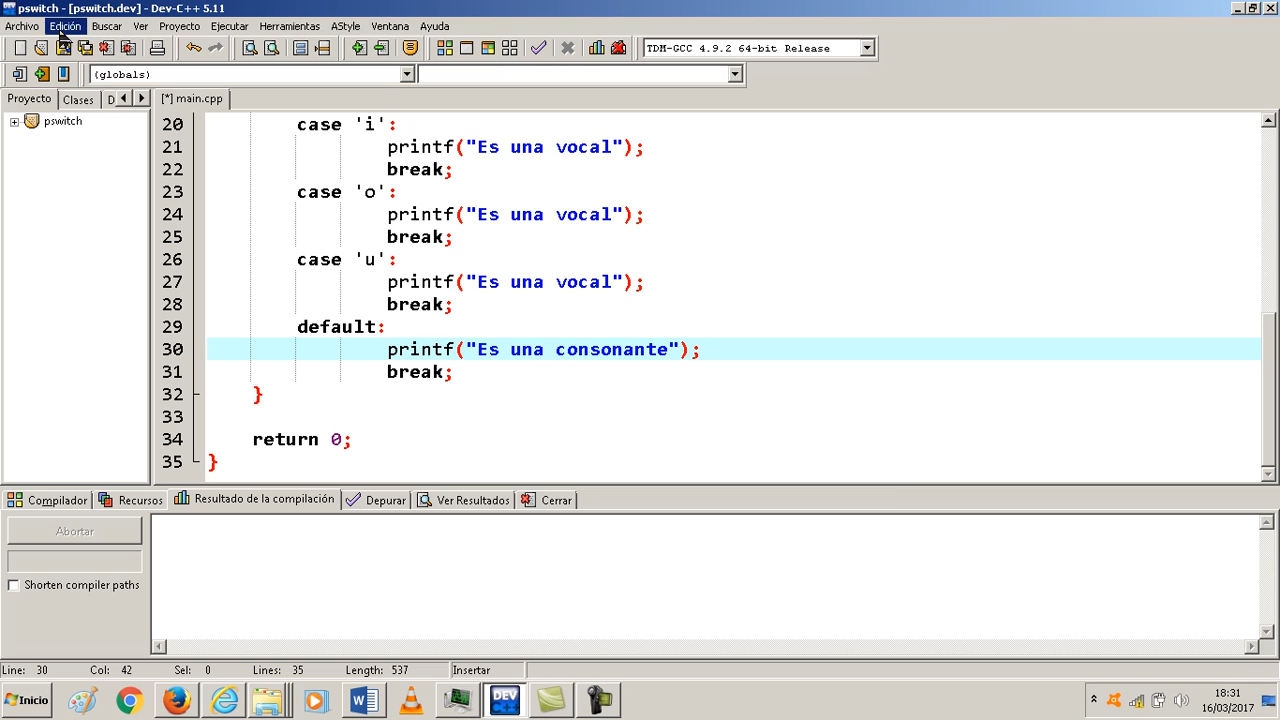 pswitch - [pswitch.dev] - Dev-C++ 5.11
Archivo Edición Buscar Ver Proyecto Ejecutar Herramientas AStyle Ventana Ayuda
TDM-GCC 4.9.2 64-bit Release
(globals)
Proyecto Clases D [*] main.cpp
pswitch
20 case 'i':
21 printf("Es una vocal");
22 break;
23 case 'o':
24 printf("Es una vocal");
25 break;
26 case 'u':
27 printf("Es una vocal");
28 break;
29 default:
30 printf("Es una consonante");
31 break;
32 }
33
34 return 0;
35 }
Compilador Recursos Resultado de la compilación Depurar Ver Resultados Cerrar
Abortar
Shorten compiler paths
Line: 30 Col: 42 Sel: 0 Lines: 35 Length: 537 Insertar
Inicio DEV C++ 18:31
16/03/2017